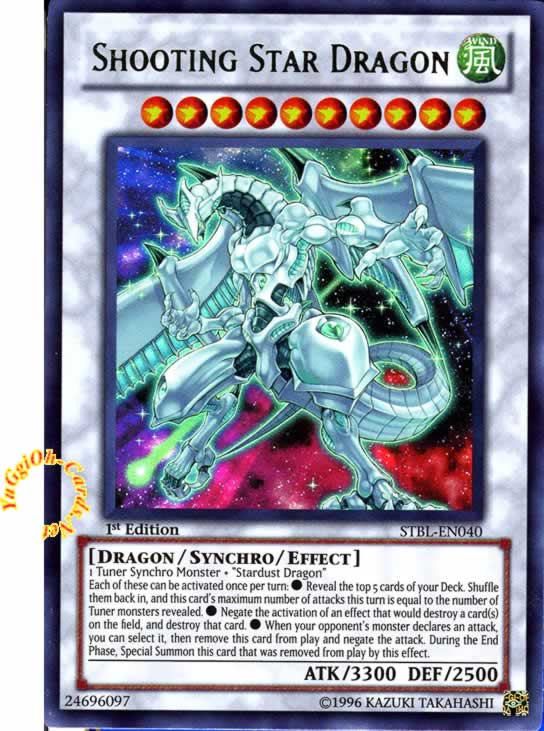 SHOOTING STAR DRAGON
WIND
風
YuGgiOh-Cards.Net
1st Edition
STBL-EN040
[DRAGON/SYNCHRO/EFFECT]
1 Tuner Synchro Monster + "Stardust Dragon"
Each of these can be activated once per turn: ● Reveal the top 5 cards of your Deck. Shuffle
them back in, and this card's maximum number of attacks this turn is equal to the number of
Tuner monsters revealed. ● Negate the activation of an effect that would destroy a card(s)
on the field, and destroy that card. ● When your opponent's monster declares an attack,
you can select it, then remove this card from play and negate the attack. During the End
Phase, Special Summon this card that was removed from play by this effect.
ATK/3300 DEF/2500
24696097
©1996 KAZUKI TAKAHASHI